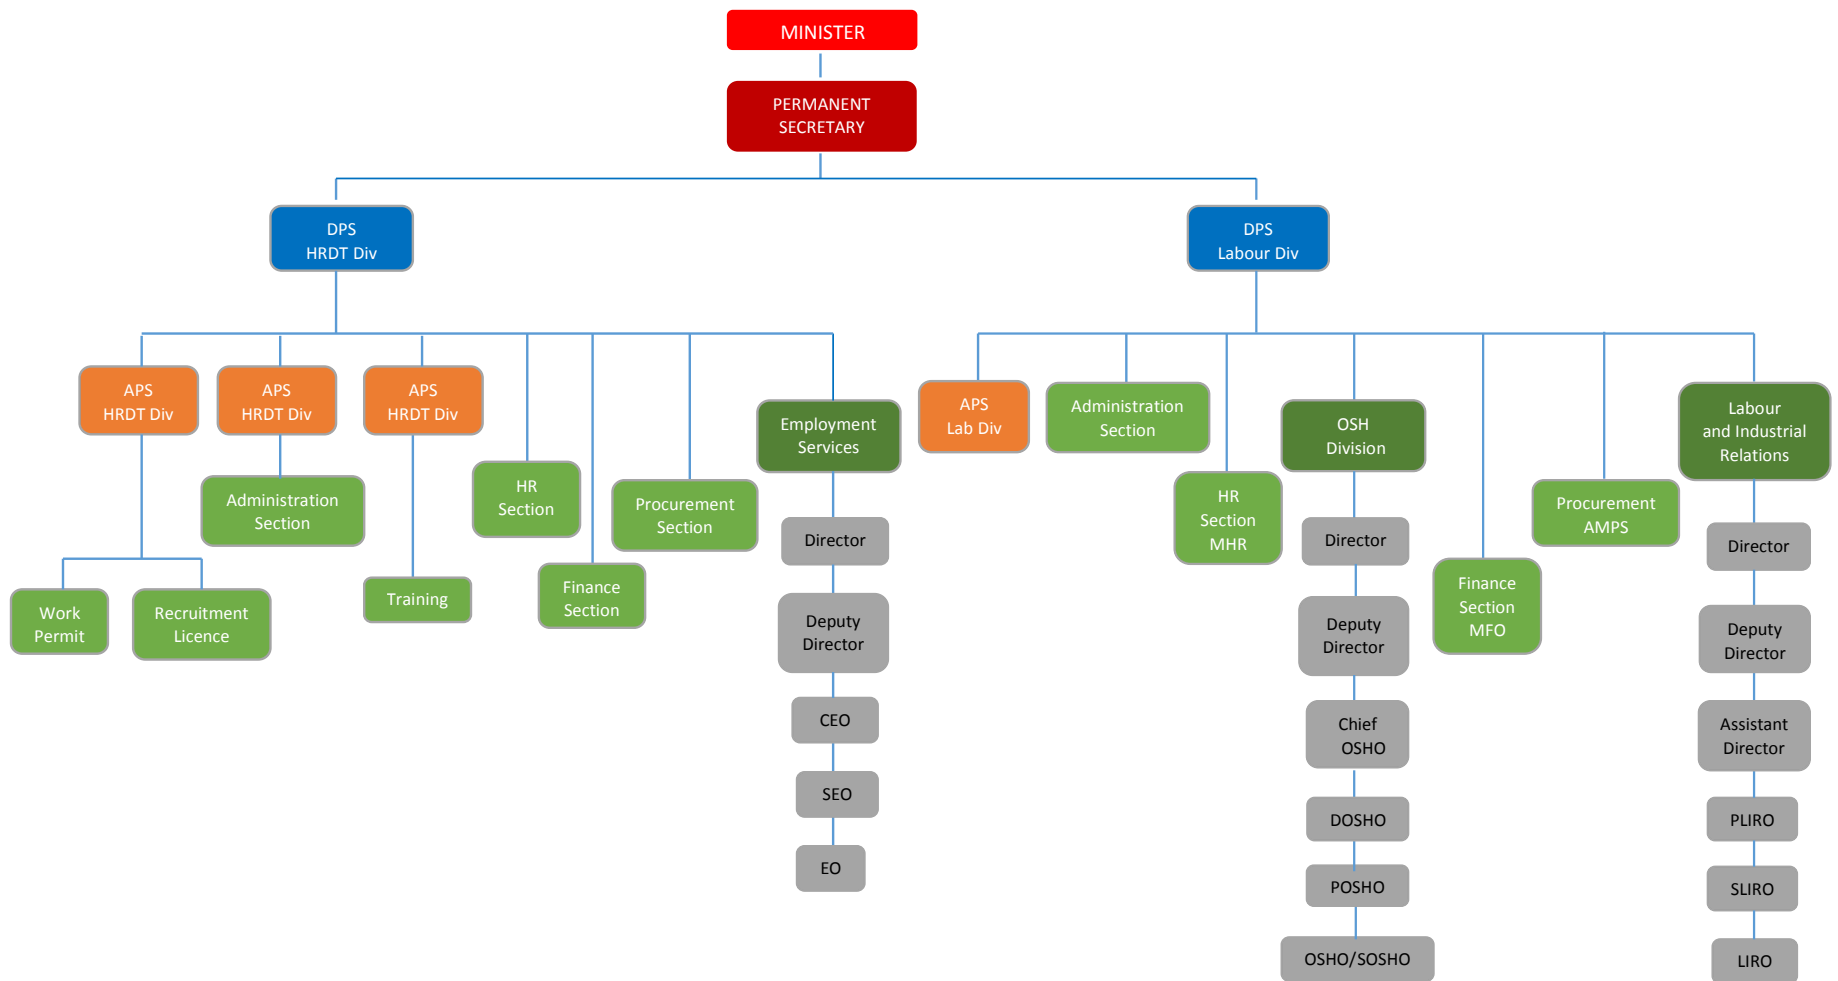 MINISTER
PERMANENT
SECRETARY
DPS
HRDT Div
DPS
Labour Div
APS
HRDT Div
APS
HRDT Div
APS
HRDT Div
Employment
Services
APS
Lab Div
Administration
Section
OSH
Division
Labour
and Industrial
Relations
Administration
Section
HR
Section
Procurement
Section
HR
Section
MHR
Procurement
AMPS
Work
Permit
Recruitment
Licence
Training
Finance
Section
Finance
Section
MFO
Director
Deputy
Director
CEO
SEO
EO
Director
Deputy
Director
Chief
OSHO
DOSHO
POSHO
OSHO/SOSHO
Director
Deputy
Director
Assistant
Director
PLIRO
SLIRO
LIRO